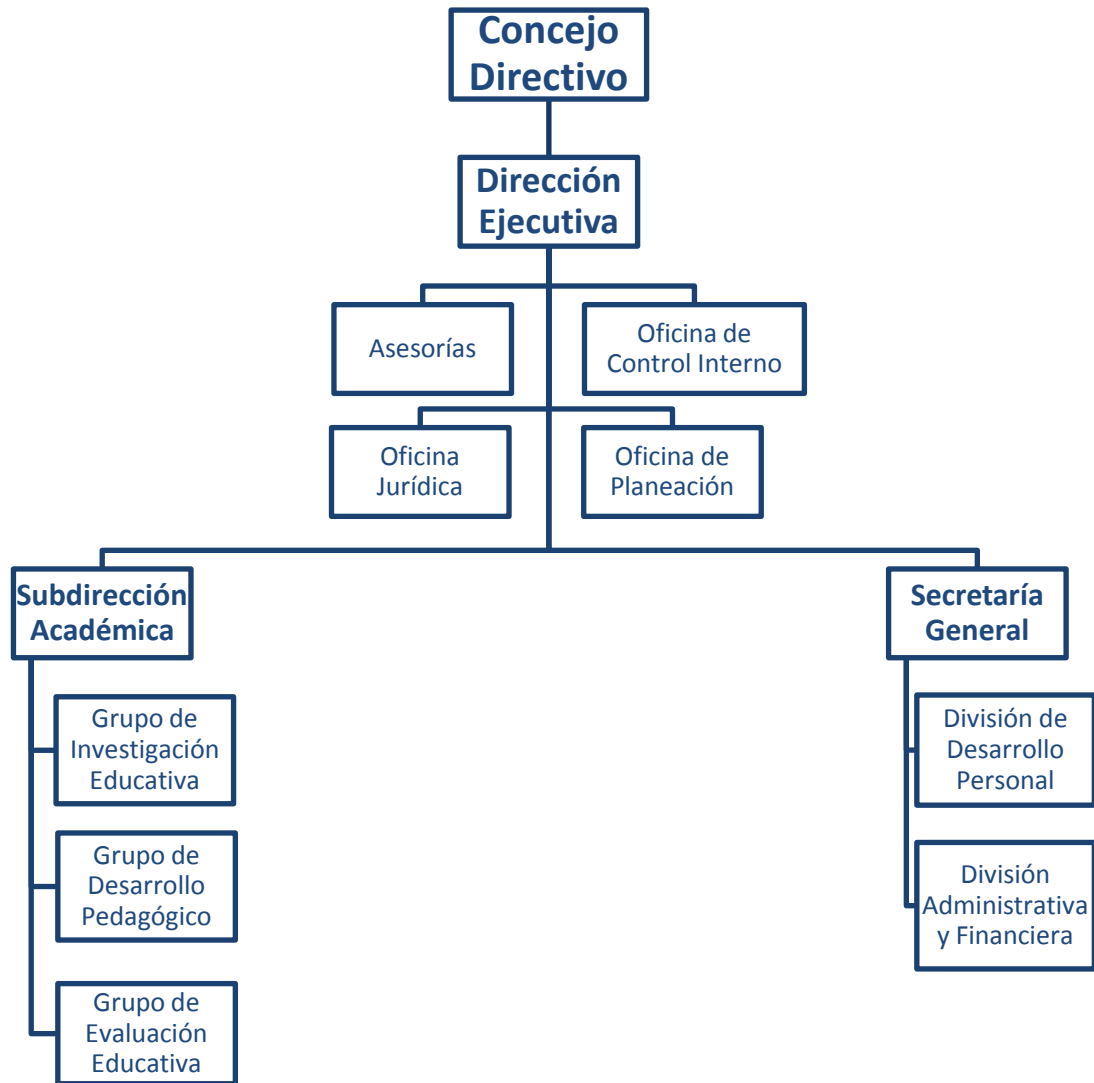 Concejo
Directivo
Dirección
Ejecutiva
Asesorías
Oficina de
Control Interno
Oficina
Jurídica
Oficina de
Planeación
Subdirección
Académica
Grupo de
Investigación
Educativa
Grupo de
Desarrollo
Pedagógico
Grupo de
Evaluación
Educativa
Secretaría
General
División de
Desarrollo
Personal
División
Administrativa
y Financiera